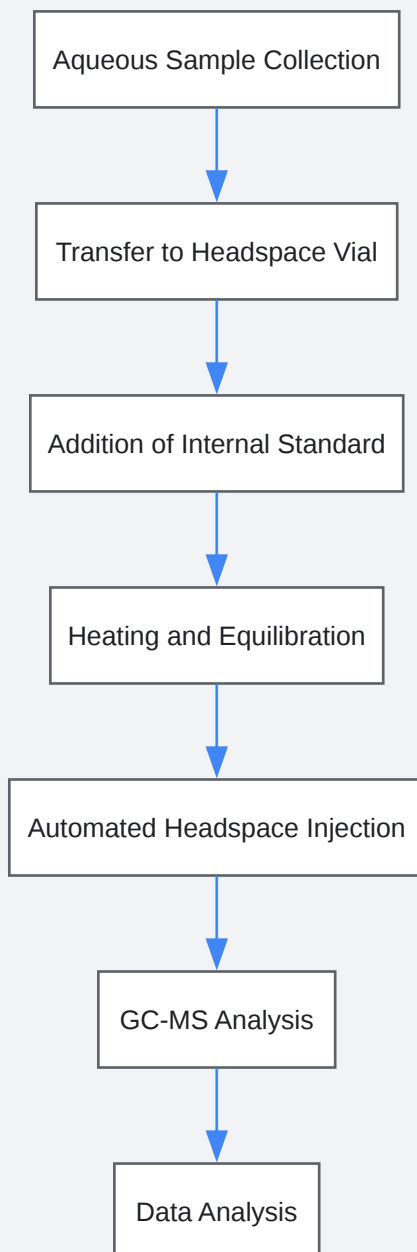 Aqueous Sample Collection
Transfer to Headspace Vial
Addition of Internal Standard
Heating and Equilibration
Automated Headspace Injection
GC-MS Analysis
Data Analysis